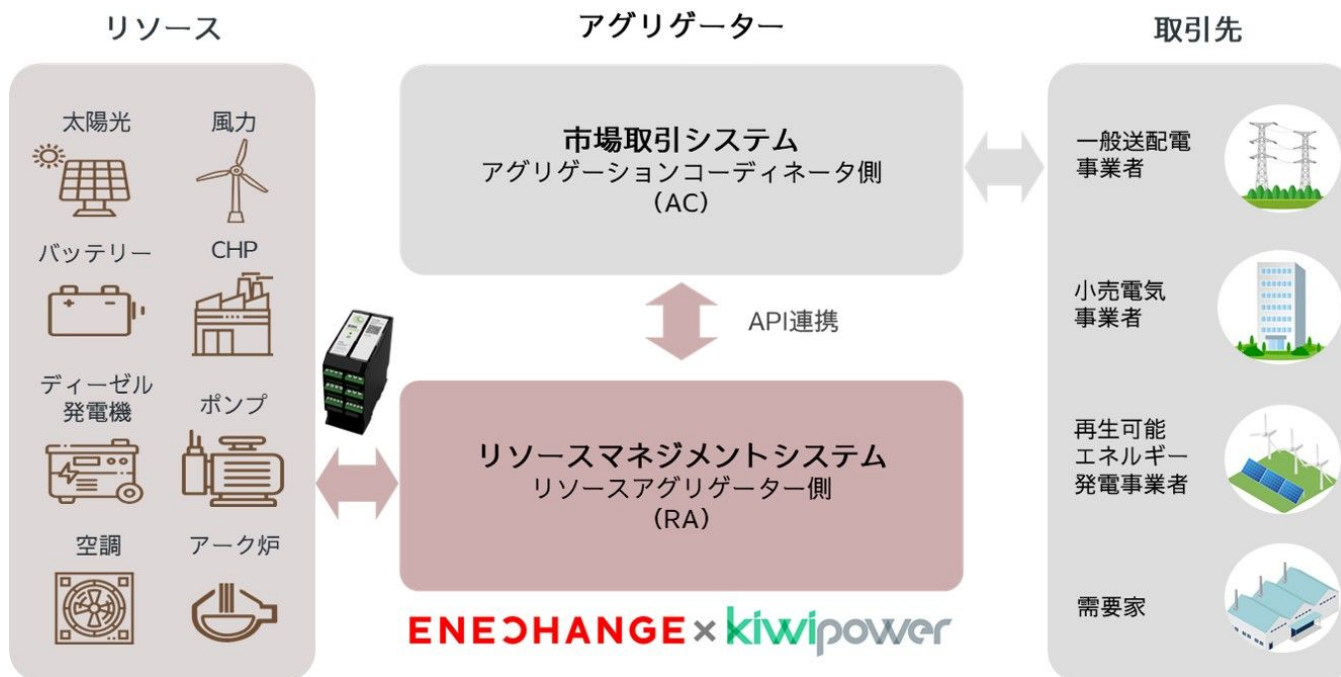 リソース
アグリゲーター
取引先
太陽光
風力
バッテリー
CHP
ディーゼル
発電機
ポンプ
空調
アーク炉
市場取引システム
アグリゲーションコーディネータ側
（AC）
API連携
リソースマネジメントシステム
リソースアグリゲーター側
（RA）
ENECHANGE × kiwipower
一般送配電
事業者
小売電気
事業者
再生可能
エネルギー
発電事業者
需要家